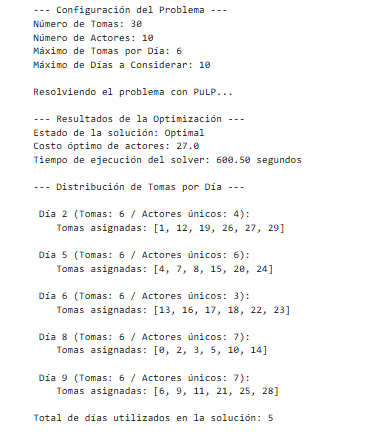 --- Configuración del Problema ---
Número de Tomas: 30
Número de Actores: 10
Máximo de Tomas por Día: 6
Máximo de Días a Considerar: 10
Resolviendo el problema con PuLP...
--- Resultados de la Optimización ---
Estado de la solución: Optimal
Costo óptimo de actores: 27.0
Tiempo de ejecución del solver: 600.50 segundos
--- Distribución de Tomas por Día ---
Día 2 (Tomas: 6 / Actores únicos: 4):
Tomas asignadas: [1, 12, 19, 26, 27, 29]
Día 5 (Tomas: 6 / Actores únicos: 6):
Tomas asignadas: [4, 7, 8, 15, 20, 24]
Día 6 (Tomas: 6 / Actores únicos: 3):
Tomas asignadas: [13, 16, 17, 18, 22, 23]
Día 8 (Tomas: 6 / Actores únicos: 7):
Tomas asignadas: [0, 2, 3, 5, 10, 14]
Día 9 (Tomas: 6 / Actores únicos: 7):
Tomas asignadas: [6, 9, 11, 21, 25, 28]
Total de días utilizados en la solución: 5